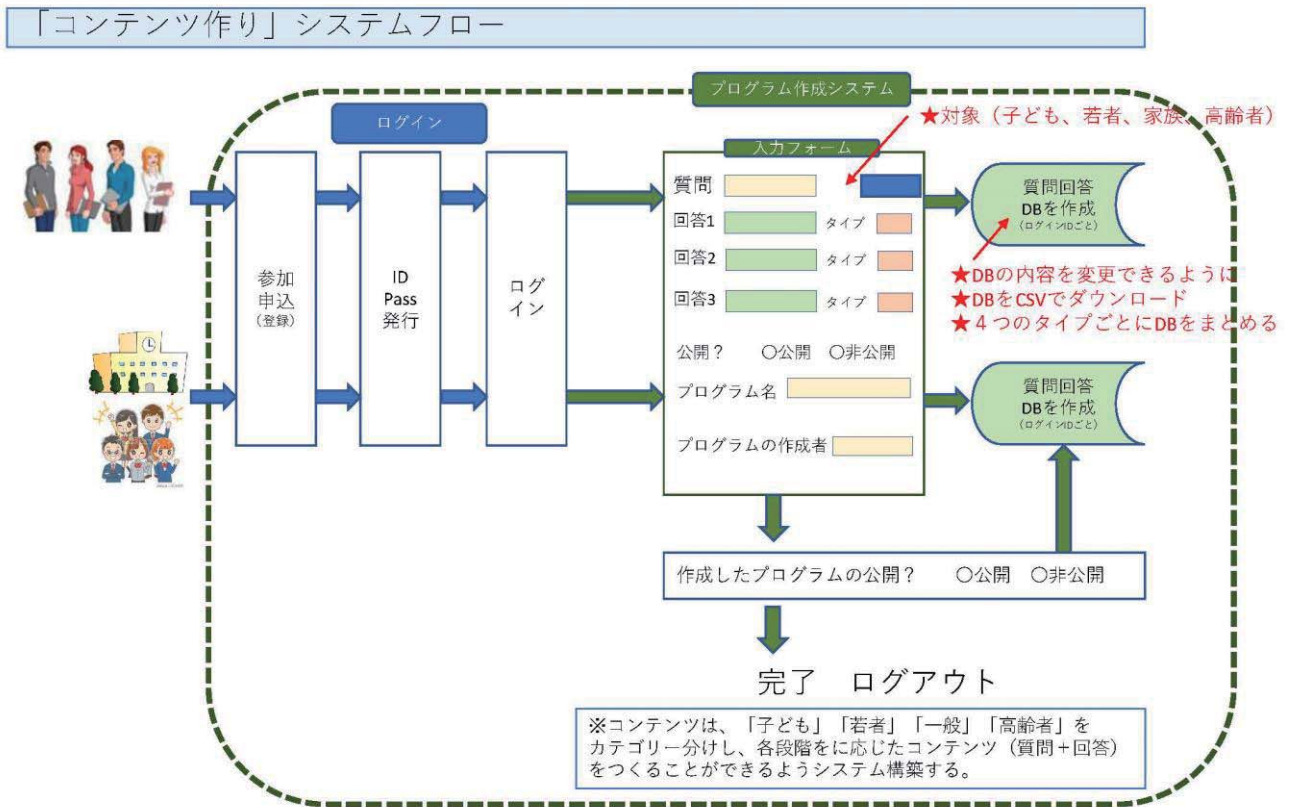 「コンテンツ作り」システムフロー
プログラム作成システム
ログイン
★対象（子ども、若者、家族、高齢者）
入力フォーム
質問
回答1
タイプ
回答2
タイプ
回答3
タイプ
公開？ 〇公開 〇非公開
プログラム名
プログラムの作成者
参加
申込
（登録）
ID
Pass
発行
ログ
イン
質問回答
DBを作成
（ログインIDごと）
★DBの内容を変更できるように
★DBをCSVでダウンロード
★４つのタイプごとにDBをまとめる
質問回答
DBを作成
（ログインIDごと）
作成したプログラムの公開？ 〇公開 〇非公開
完了 ログアウト
※コンテンツは、「子ども」「若者」「一般」「高齢者」を
カテゴリー分けし、各段階をに応じたコンテンツ（質問＋回答）
をつくることができるようシステム構築する。